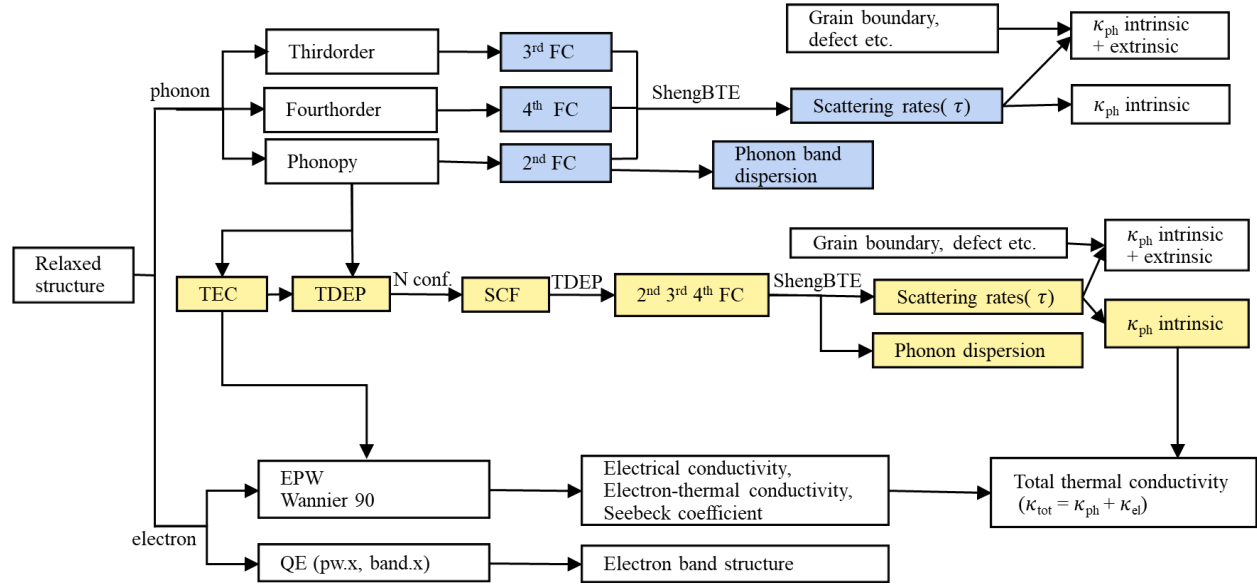 Grain boundary,
defect etc.
κph intrinsic
+ extrinsic
Thirdorder
3rd FC
phonon
ShengBTE
Fourthorder
4th FC
Scattering rates( τ)
κph intrinsic
Phonopy
2nd FC
Phonon band
dispersion
Grain boundary, defect etc.
κph intrinsic
+ extrinsic
Relaxed
structure
TEC
TDEP
N conf.
SCF
TDEP
2nd 3rd 4th FC
ShengBTE
Scattering rates( τ)
κph intrinsic
Phonon dispersion
EPW
Wannier 90
Electrical conductivity,
Electron-thermal conductivity,
Seebeck coefficient
Total thermal conductivity
(κtot = κph + κel)
electron
QE (pw.x, band.x)
Electron band structure